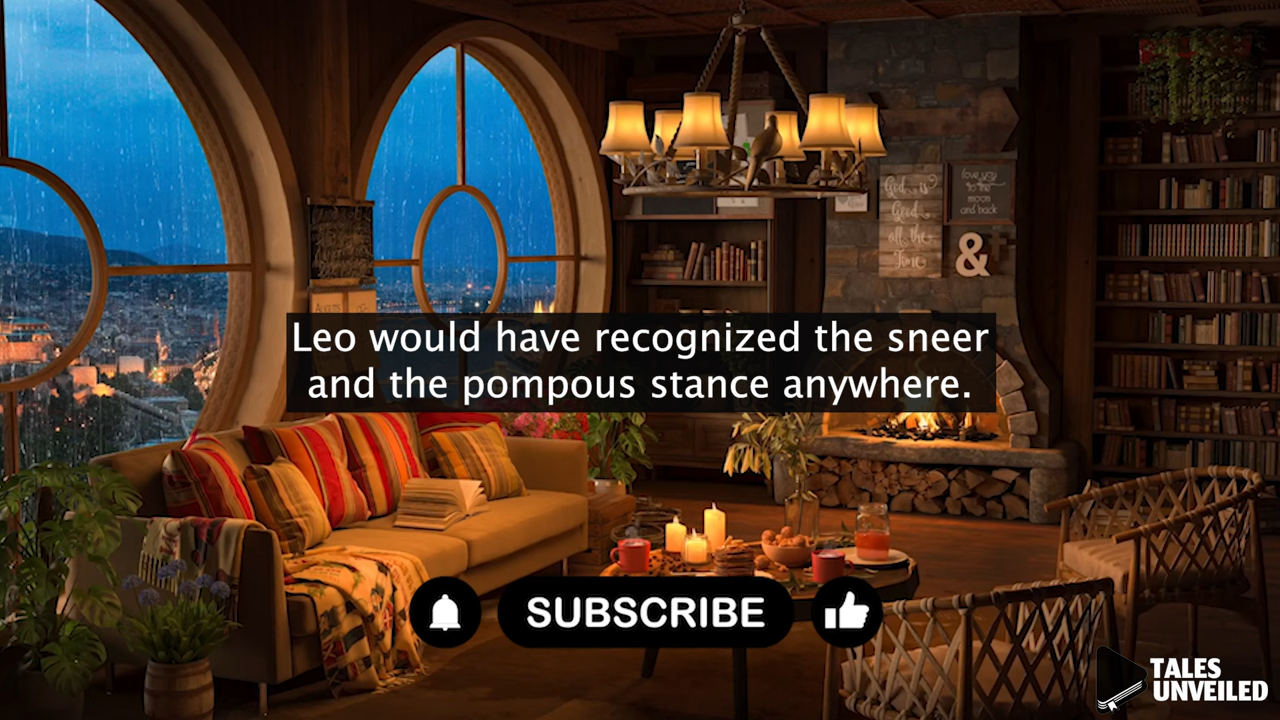 God is
Good
all the
Time
love you
to the
moon
and back
&
Leo would have recognized the sneer
and the pompous stance anywhere.
SUBSCRIBE
TALES
UNVEILED